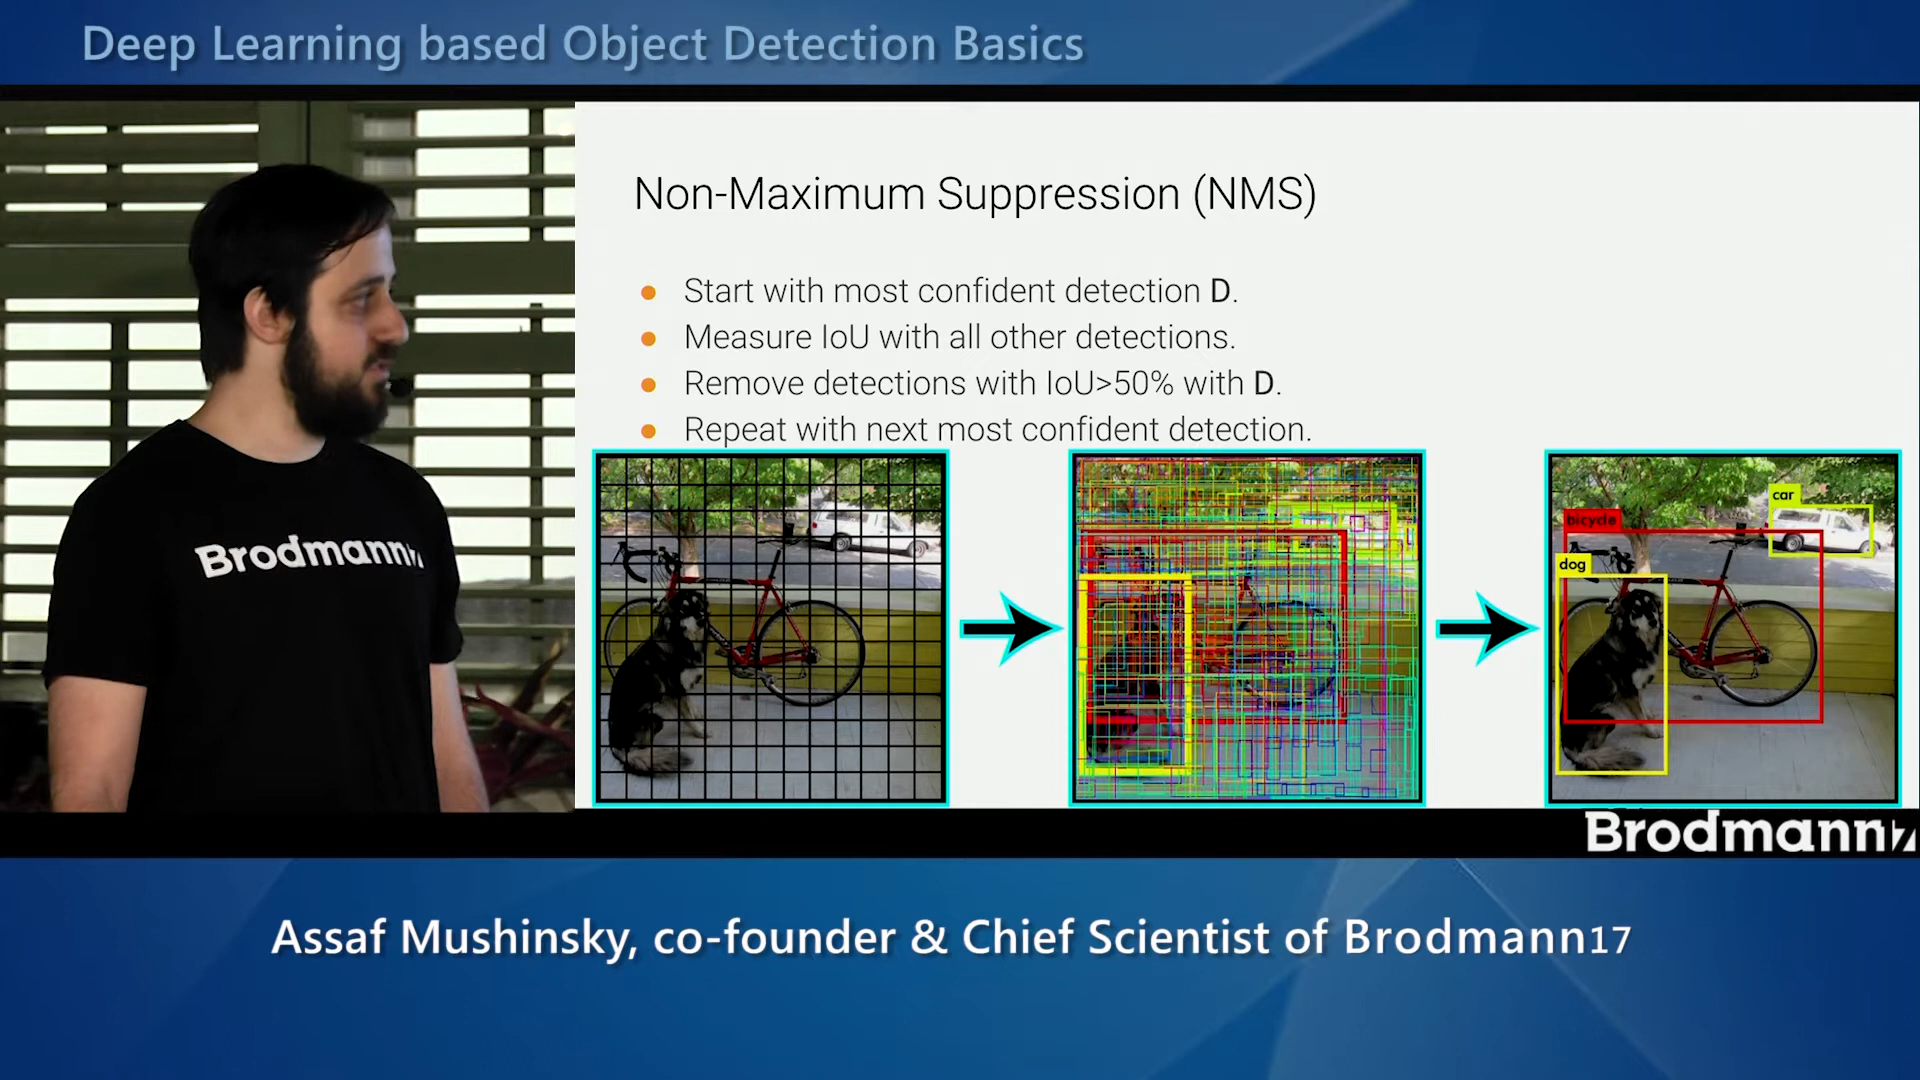 Deep Learning based Object Detection Basics
Non-Maximum Suppression (NMS)
Start with most confident detection D.
Measure IoU with all other detections.
Remove detections with IoU>50% with D.
Repeat with next most confident detection.
Brodmann17
car
bicycle
dog
Brodmann17
Assaf Mushinsky, co-founder & Chief Scientist of Brodmann17